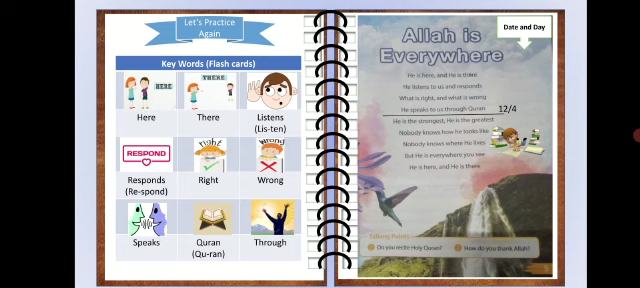 Let's Practice
Again
Key Words (Flash cards)
HERE
THERE
Here
There
Listens
(Lis-ten)
RESPOND
right
Wrong
Responds
(Re-spond)
Right
Wrong
Speaks
Quran
(Qu-ran)
Through
Date and Day
Allah is
Everywhere
He is here, and He is there
He listens to us and responds
What is right, and what is wrong
He speaks to us through Quran
12/4
He is the strongest, He is the greatest
Nobody knows how he looks like
Nobody knows where He lives
But He is everywhere you see
He is here, and He is there
Talking Points
1 Do you recite Holy Quran?
2 How do you thank Allah?